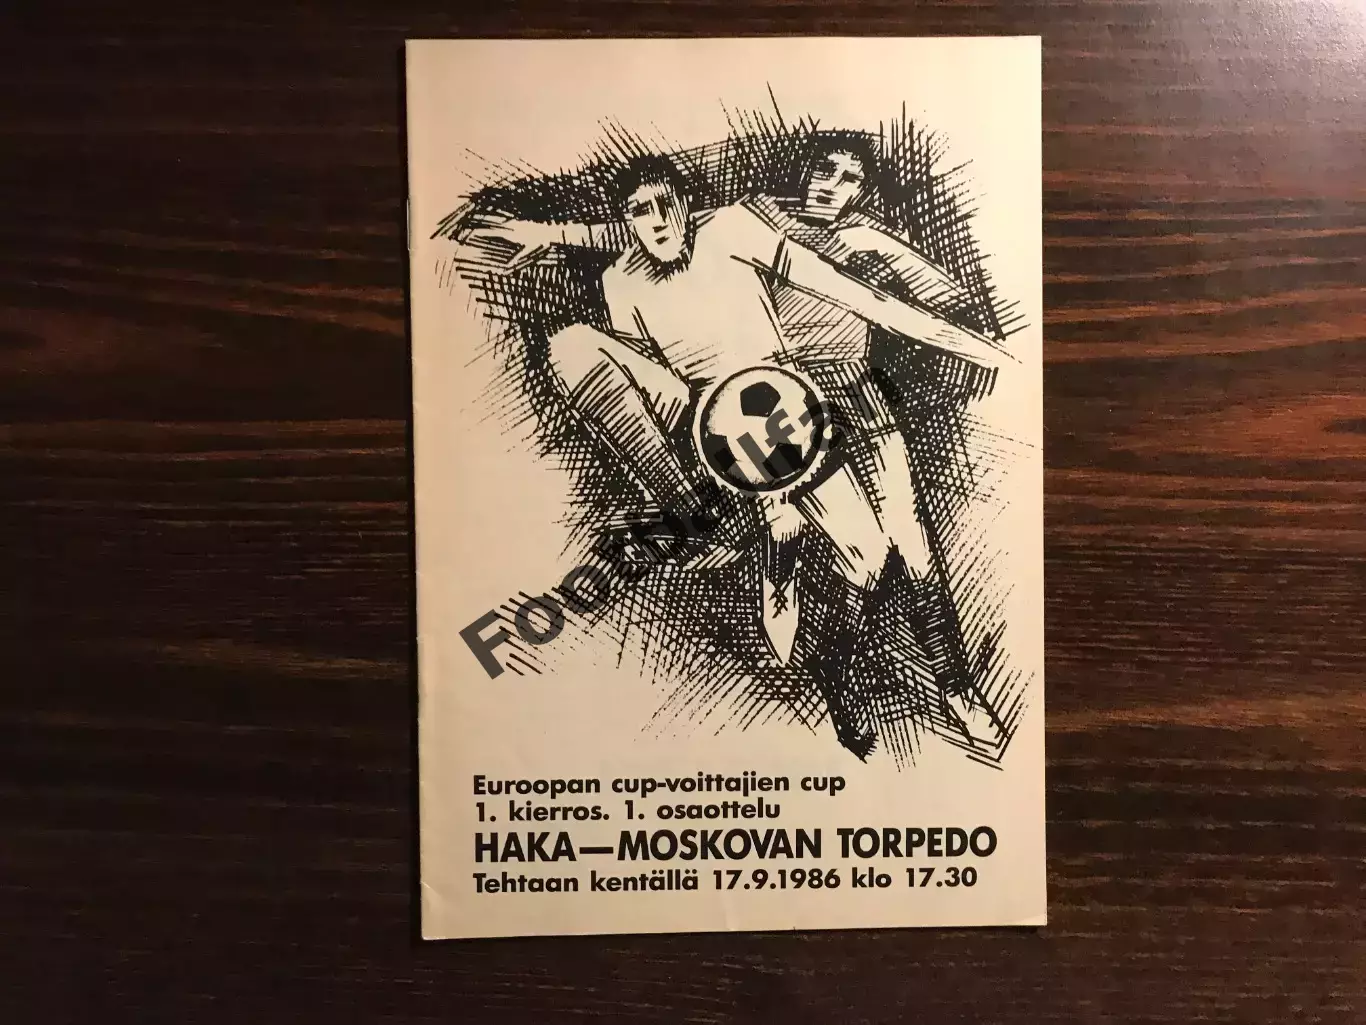 Footballfan
Euroopan cup-voittajien cup
1. kierros. 1. osaottelu
HAKA—MOSKOVAN TORPEDO
Tehtaan kentällä 17.9.1986 klo 17.30